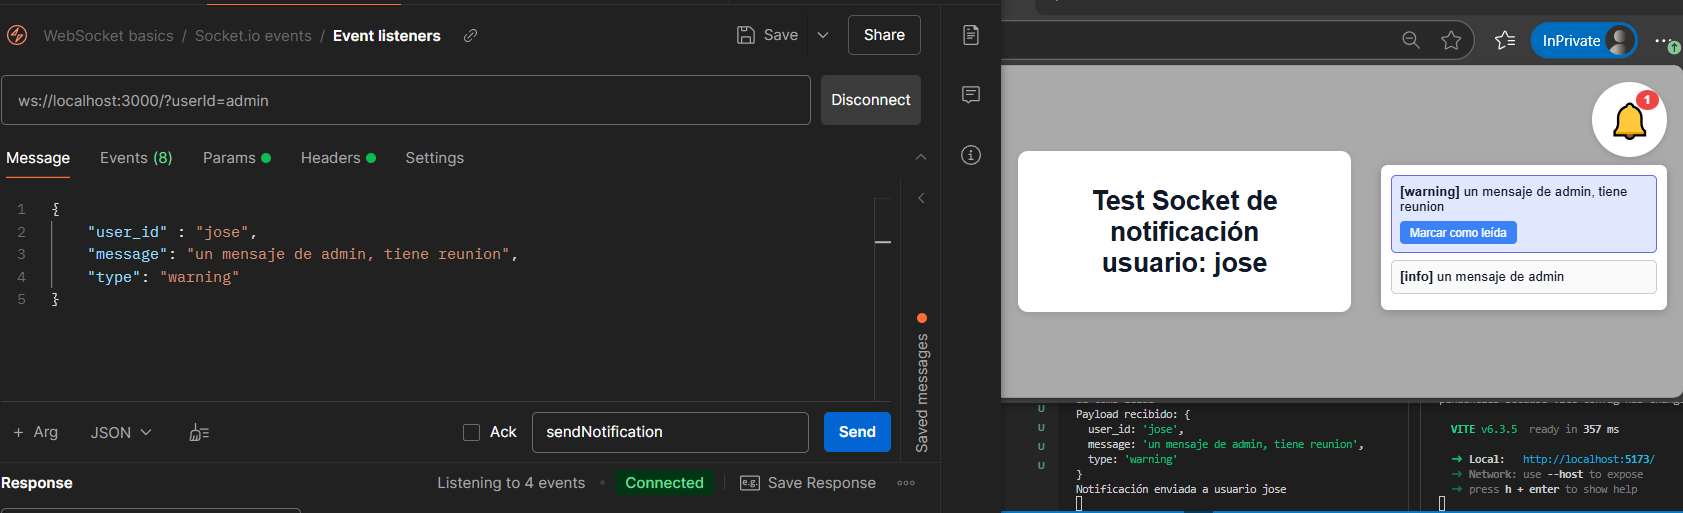 WebSocket basics / Socket.io events / Event listeners
Save
Share
ws://localhost:3000/?userId=admin
Disconnect
Message
Events (8)
Params
Headers
Settings
1 {
2 "user_id" : "jose",
3 "message": "un mensaje de admin, tiene reunion",
4 "type": "warning"
5 }
Saved messages
+ Arg
JSON
Ack
sendNotification
Send
Response
Listening to 4 events
Connected
e.g.
Save Response
InPrivate
1
Test Socket de
notificación
usuario: jose
[warning] un mensaje de admin, tiene
reunion
Marcar como leída
[info] un mensaje de admin
U
U
U
U
Payload recibido: {
user_id: 'jose',
message: 'un mensaje de admin, tiene reunion',
type: 'warning'
}
Notificación enviada a usuario jose
VITE v6.3.5 ready in 357 ms
➜ Local: http://localhost:5173/
➜ Network: use --host to expose
➜ press h + enter to show help